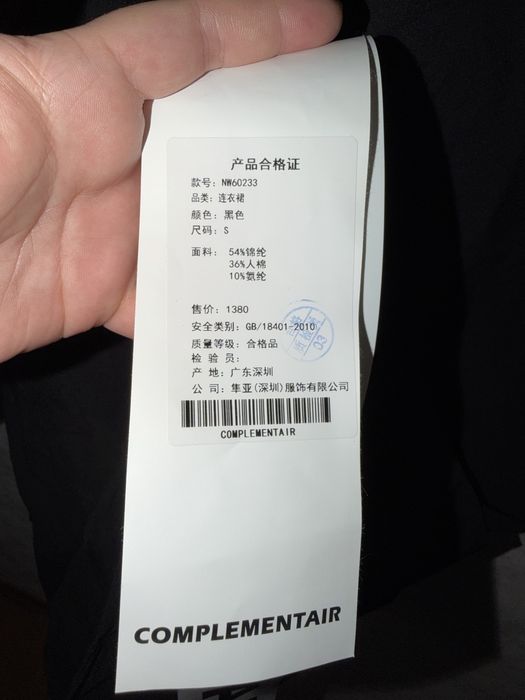 产品合格证
款号：NW60233
品类：连衣裙
颜色：黑色
尺码：S
面料： 54%锦纶
36%人棉
10%氨纶
售价：1380
安全类别：GB/18401-2010
质量等级：合格品
检 验 员：
产 地：广东深圳
公 司：隼亚(深圳)服饰有限公司
COMPLEMENTAIR
COMPLEMENTAIR